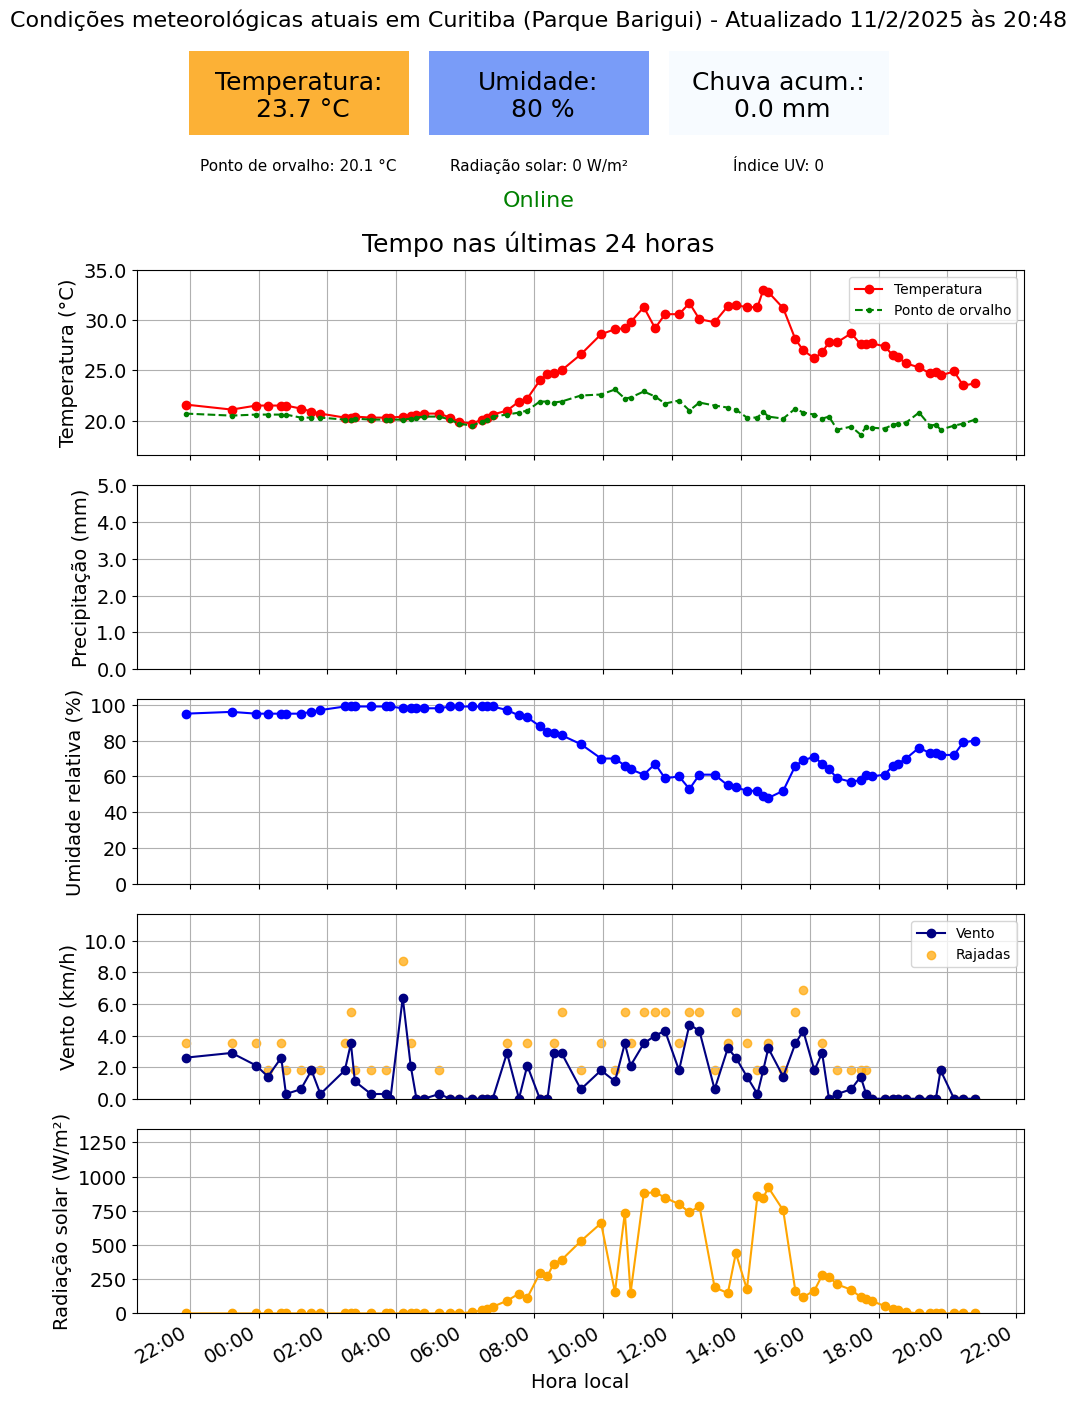 Condições meteorológicas atuais em Curitiba (Parque Barigui) - Atualizado 11/2/2025 às 20:48
Temperatura:
23.7 °C
Umidade:
80 %
Chuva acum.:
0.0 mm
Ponto de orvalho: 20.1 °C
Radiação solar: 0 W/m²
Índice UV: 0
Online
Tempo nas últimas 24 horas
Temperatura (°C)
35.0
30.0
25.0
20.0
Temperatura
Ponto de orvalho
Precipitação (mm)
5.0
4.0
3.0
2.0
1.0
0.0
Umidade relativa (%)
100
80
60
40
20
0
Vento (km/h)
10.0
8.0
6.0
4.0
2.0
0.0
Vento
Rajadas
Radiação solar (W/m²)
1250
1000
750
500
250
0
22:00
00:00
02:00
04:00
06:00
08:00
10:00
12:00
14:00
16:00
18:00
20:00
22:00
Hora local